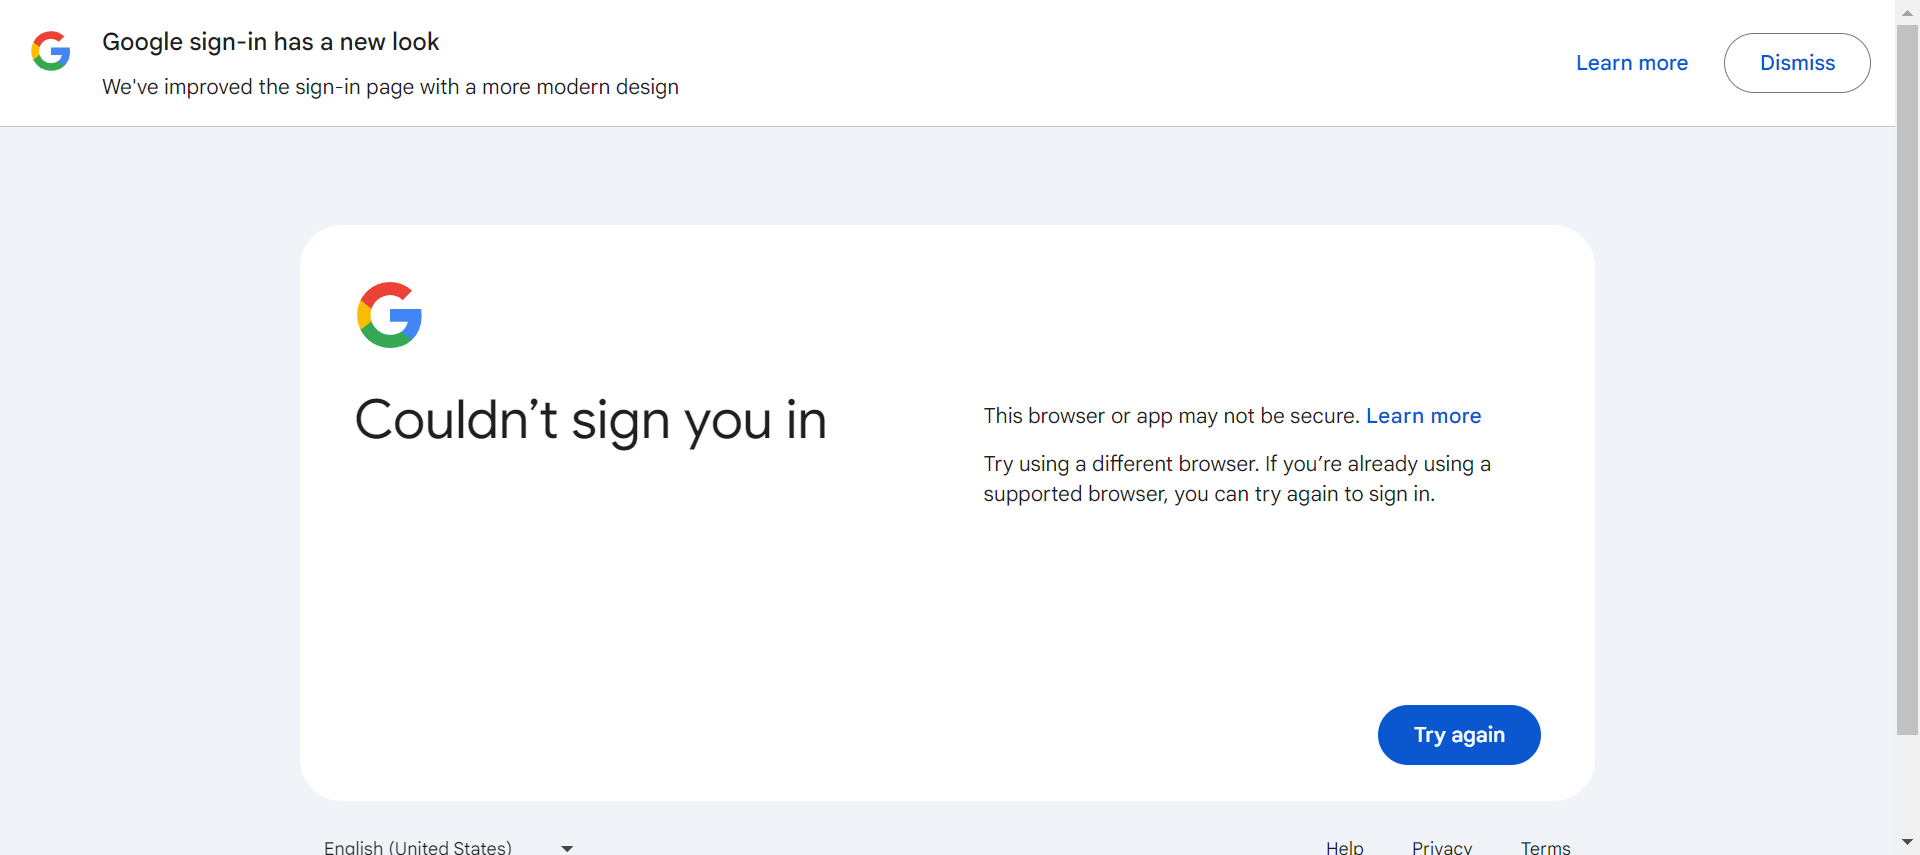 Google sign-in has a new look
We've improved the sign-in page with a more modern design
Learn more
Dismiss
Couldn’t sign you in
This browser or app may not be secure. Learn more
Try using a different browser. If you’re already using a
supported browser, you can try again to sign in.
Try again
English (United States)
Help
Privacy
Terms